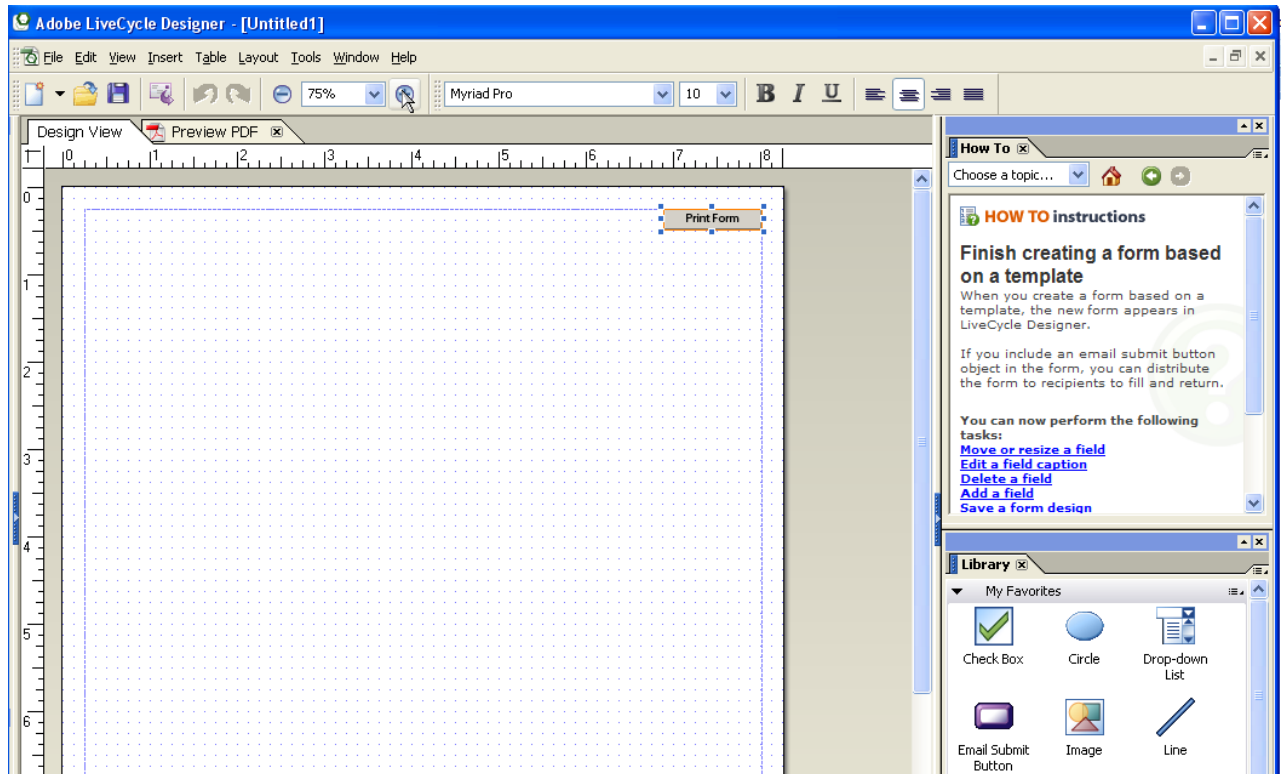 Adobe LiveCycle Designer - [Untitled1]
File Edit View Insert Table Layout Tools Window Help
75% Myriad Pro 10 B I U
Design View Preview PDF
0 1 2 3 4 5 6 7 8
0
1
2
3
4
5
6
Print Form
How To
Choose a topic...
HOW TO instructions
Finish creating a form based
on a template
When you create a form based on a
template, the new form appears in
LiveCycle Designer.
If you include an email submit button
object in the form, you can distribute
the form to recipients to fill and return.
You can now perform the following
tasks:
Move or resize a field
Edit a field caption
Delete a field
Add a field
Save a form design
Library
My Favorites
Check Box Circle Drop-down
List
Email Submit Image Line
Button